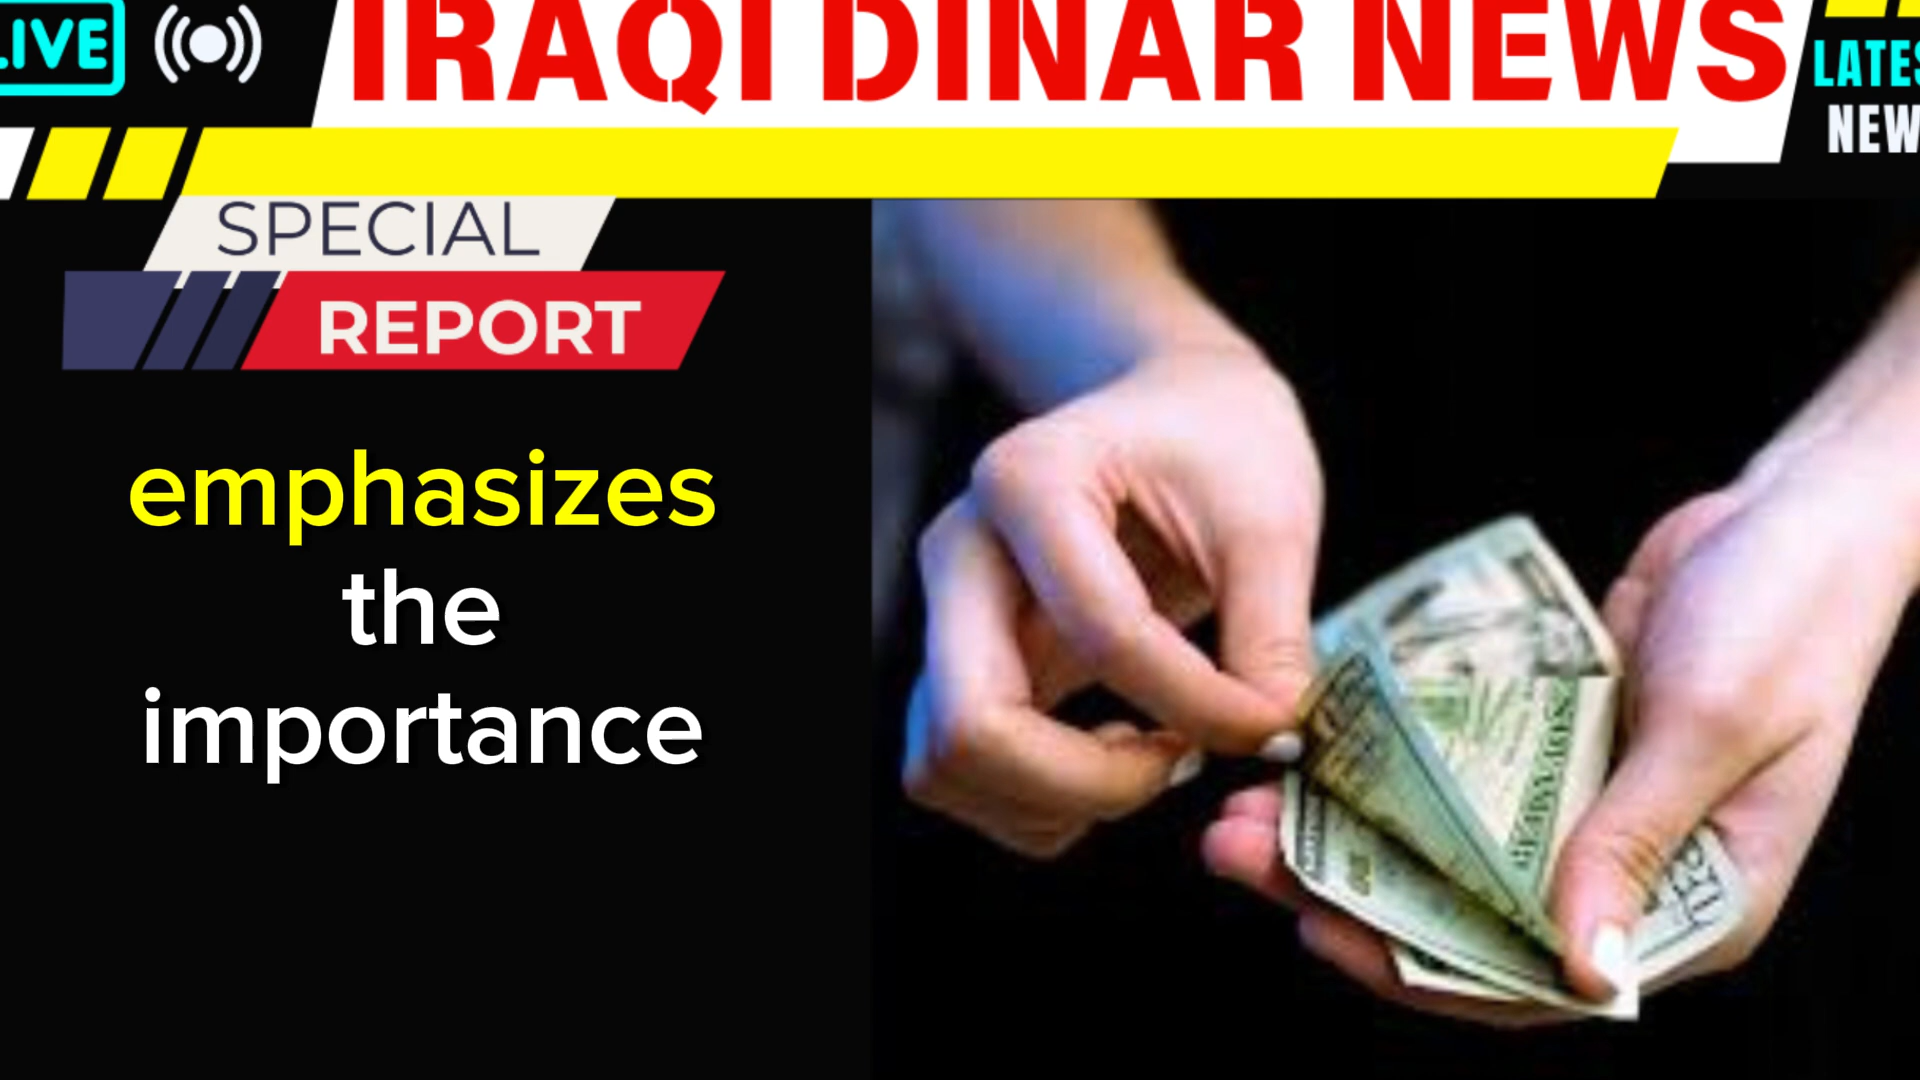 LIVE
IRAQI DINAR NEWS
LATES
NEW
SPECIAL
REPORT
emphasizes
the
importance